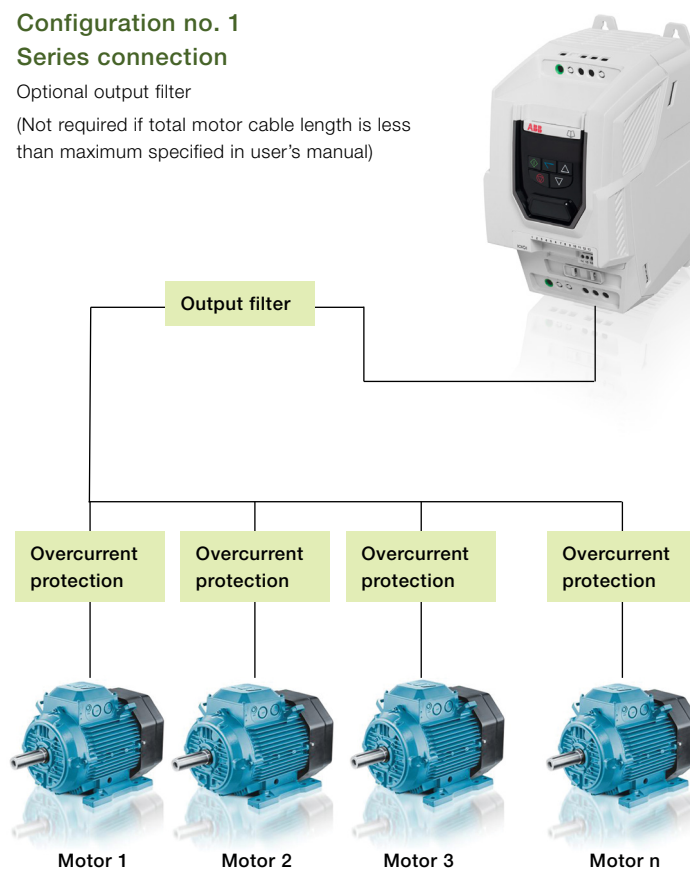 Configuration no. 1
Series connection
Optional output filter
(Not required if total motor cable length is less
than maximum specified in user’s manual)
ABB
Output filter
Overcurrent
protection
Overcurrent
protection
Overcurrent
protection
Overcurrent
protection
Motor 1
Motor 2
Motor 3
Motor n